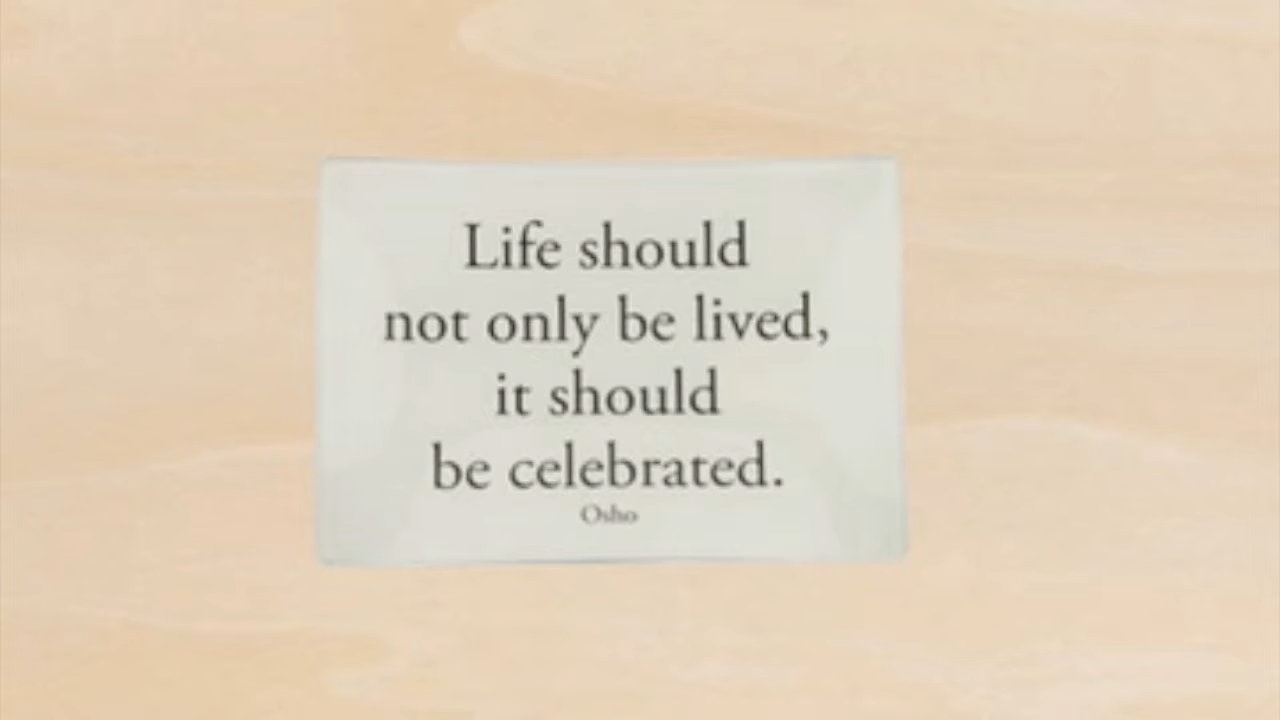 Life should
not only be lived,
it should
be celebrated.
Osho